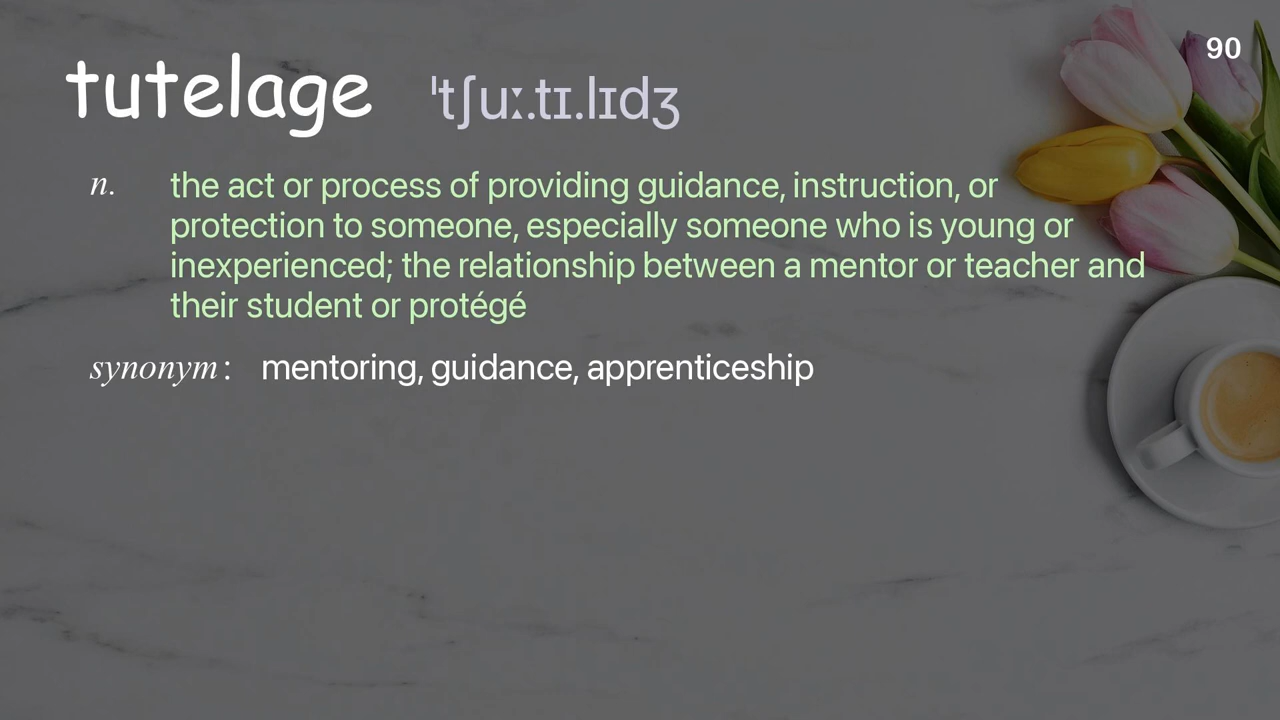 90
tutelage ˈtʃuː.tɪ.lɪdʒ
n. the act or process of providing guidance, instruction, or
protection to someone, especially someone who is young or
inexperienced; the relationship between a mentor or teacher and
their student or protégé
synonym: mentoring, guidance, apprenticeship